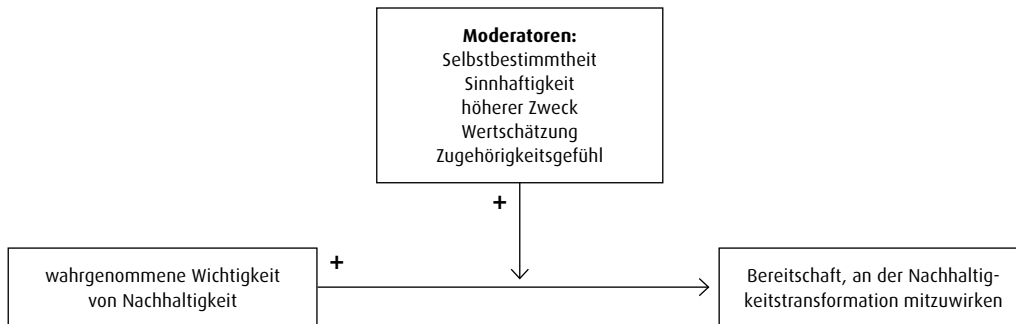 Moderatoren:
Selbstbestimmtheit
Sinnhaftigkeit
höherer Zweck
Wertschätzung
Zugehörigkeitsgefühl
+
+
wahrgenommene Wichtigkeit
von Nachhaltigkeit
Bereitschaft, an der Nachhaltig-
keitstransformation mitzuwirken